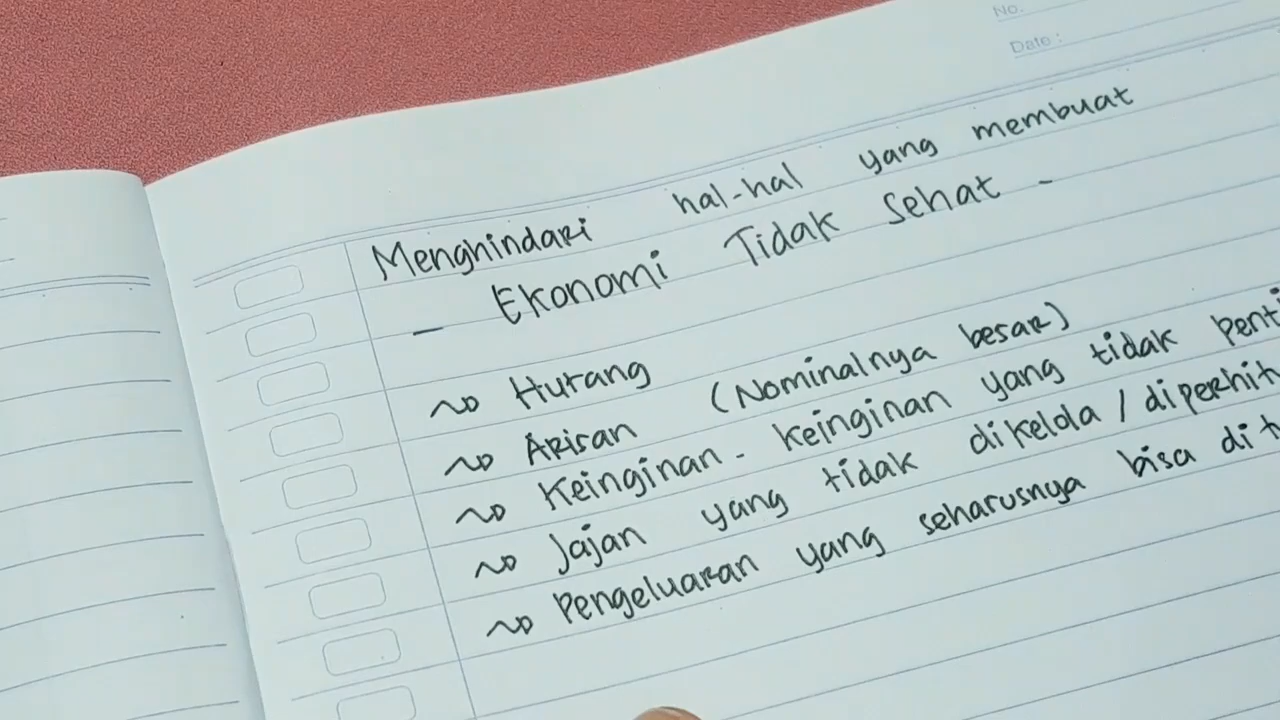 No.
Date :
Menghindari hal-hal yang membuat
- Ekonomi Tidak Sehat -
~> Hutang
~> Arisan (Nominalnya besar)
~> Keinginan - keinginan yang tidak
~> Jajan yang tidak dikelola /
~> Pengeluaran yang seharusnya bisa